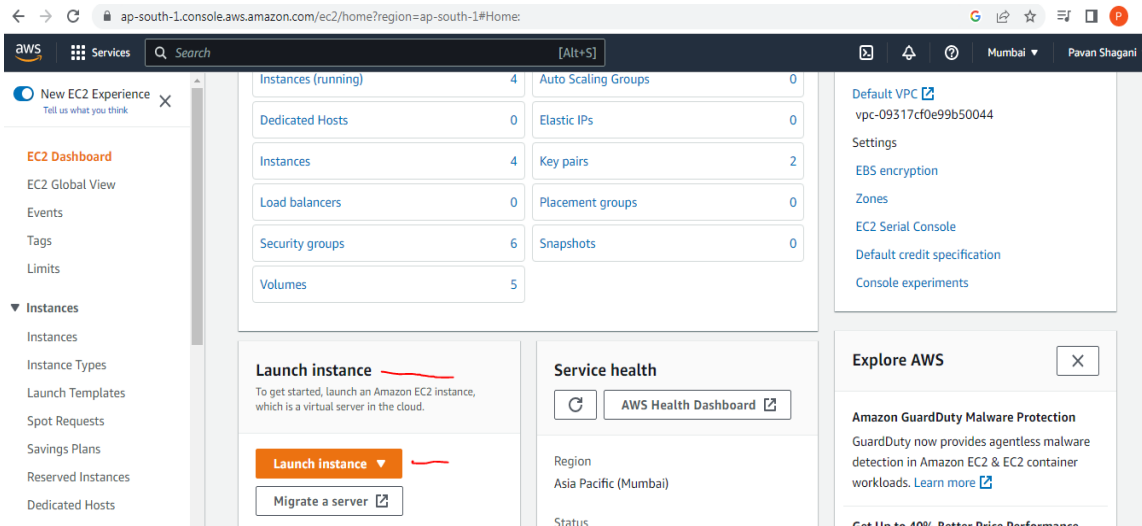 ap-south-1.console.aws.amazon.com/ec2/home?region=ap-south-1#Home:
G
P
aws
Services
Search
[Alt+S]
Mumbai ▼
Pavan Shagani
New EC2 Experience
Tell us what you think
EC2 Dashboard
EC2 Global View
Events
Tags
Limits
▼ Instances
Instances
Instance Types
Launch Templates
Spot Requests
Savings Plans
Reserved Instances
Dedicated Hosts
Instances (running) 4
Auto Scaling Groups 0
Dedicated Hosts 0
Elastic IPs 0
Instances 4
Key pairs 2
Load balancers 0
Placement groups 0
Security groups 6
Snapshots 0
Volumes 5
Launch instance
To get started, launch an Amazon EC2 instance,
which is a virtual server in the cloud.
Launch instance ▼
Migrate a server
Service health
AWS Health Dashboard
Region
Asia Pacific (Mumbai)
Status
Default VPC
vpc-09317cf0e99b50044
Settings
EBS encryption
Zones
EC2 Serial Console
Default credit specification
Console experiments
Explore AWS
Amazon GuardDuty Malware Protection
GuardDuty now provides agentless malware
detection in Amazon EC2 & EC2 container
workloads. Learn more
Get Up to 40% Better Price Performance